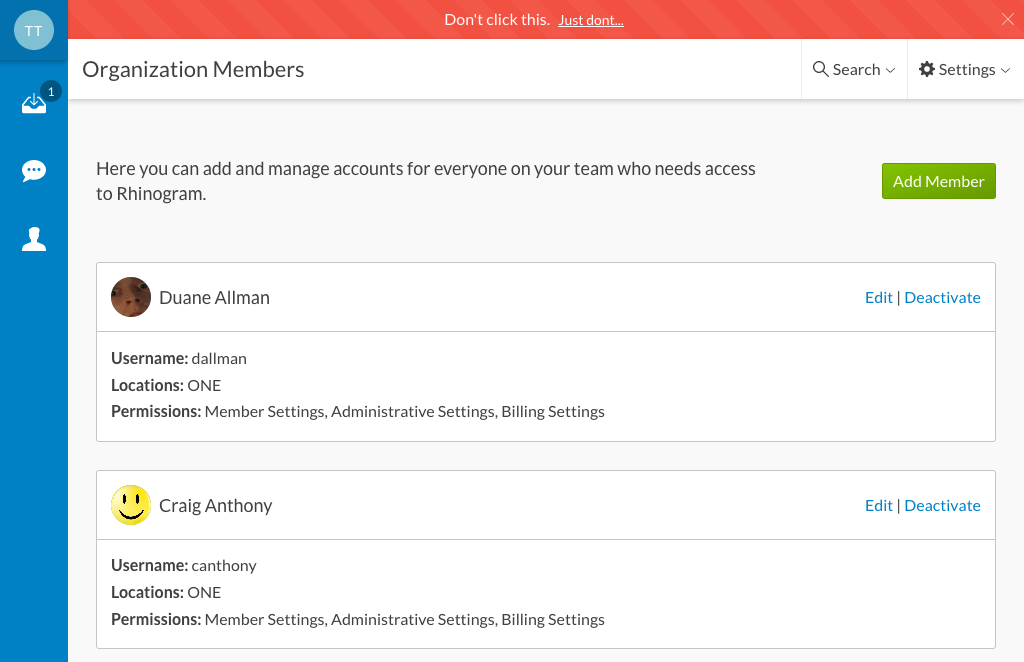 TT
Don't click this. Just dont...
1
Organization Members
Search
Settings
Here you can add and manage accounts for everyone on your team who needs access
to Rhinogram.
Add Member
Duane Allman
Edit | Deactivate
Username: dallman
Locations: ONE
Permissions: Member Settings, Administrative Settings, Billing Settings
Craig Anthony
Edit | Deactivate
Username: canthony
Locations: ONE
Permissions: Member Settings, Administrative Settings, Billing Settings